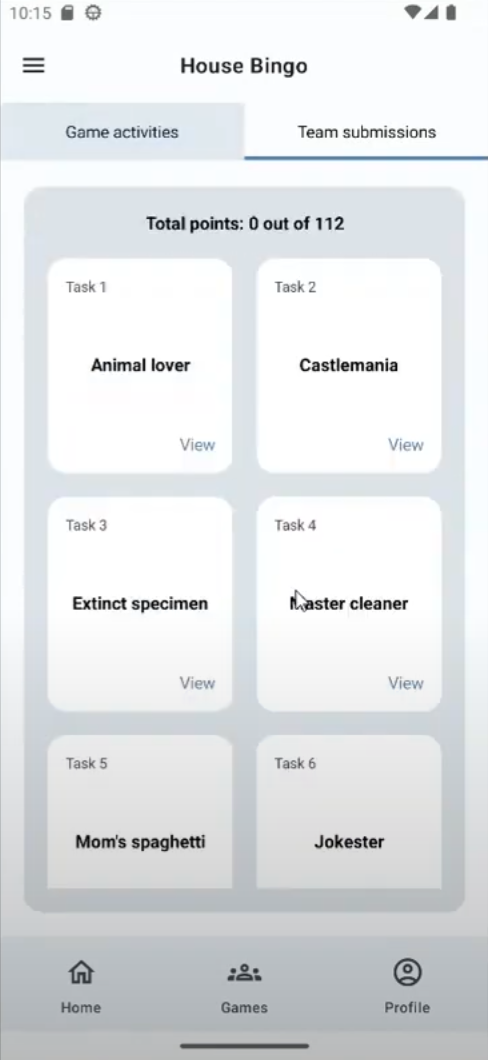 10:15
House Bingo
Game activities
Team submissions
Total points: 0 out of 112
Task 1
Task 2
Animal lover
Castlemania
View
View
Task 3
Task 4
Extinct specimen
Master cleaner
View
View
Task 5
Task 6
Mom's spaghetti
Jokester
Home
Games
Profile